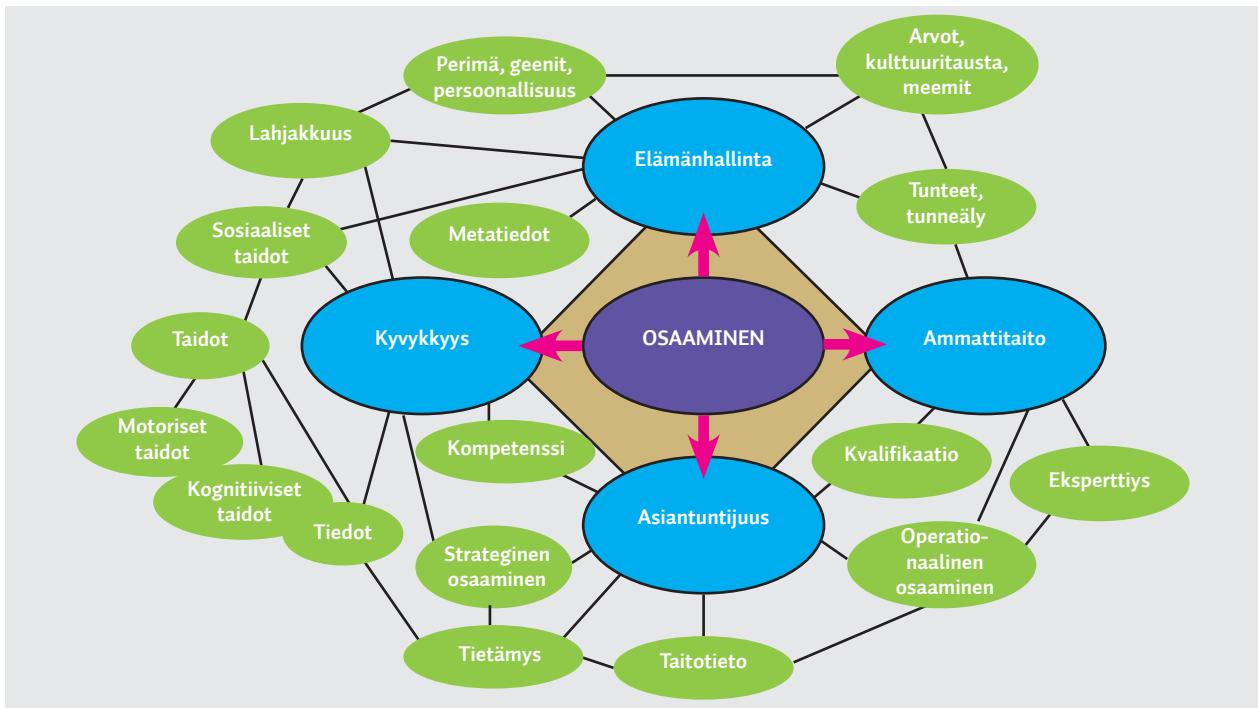 Perimä, geenit,
persoonallisuus
Arvot,
kulttuuritausta,
meemit
Lahjakkuus
Elämänhallinta
Tunteet,
tunneäly
Sosiaaliset
taidot
Metatiedot
Taidot
Kyvykkyys
OSAAMINEN
Ammattitaito
Motoriset
taidot
Kompetenssi
Kvalifikaatio
Eksperttiys
Kognitiiviset
taidot
Tiedot
Asiantuntijuus
Strateginen
osaaminen
Operatio-
naalinen
osaaminen
Tietämys
Taitotieto